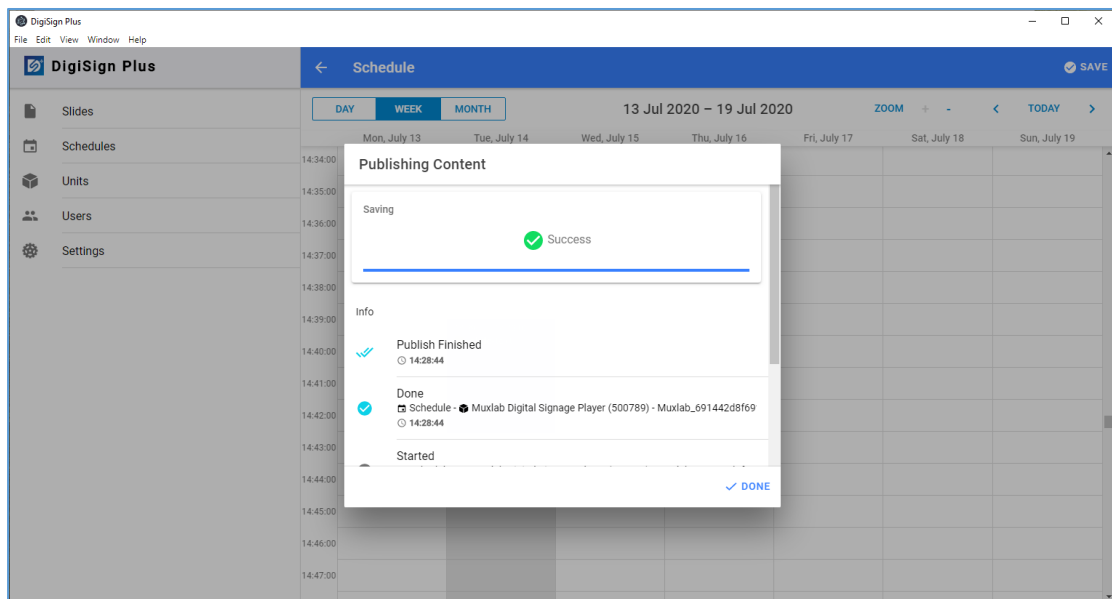 DigiSign Plus
File Edit View Window Help
DigiSign Plus
Schedule
SAVE
Slides
Schedules
Units
Users
Settings
DAY WEEK MONTH 13 Jul 2020 – 19 Jul 2020 ZOOM + - < TODAY >
Mon, July 13 Tue, July 14 Wed, July 15 Thu, July 16 Fri, July 17 Sat, July 18 Sun, July 19
14:34:00
14:35:00
14:36:00
14:37:00
14:38:00
14:39:00
14:40:00
14:41:00
14:42:00
14:43:00
14:44:00
14:45:00
14:46:00
14:47:00
Publishing Content
Saving
Success
Info
Publish Finished
14:28:44
Done
Schedule - Muxlab Digital Signage Player (500789) - Muxlab_691442d8f69
14:28:44
Started
DONE